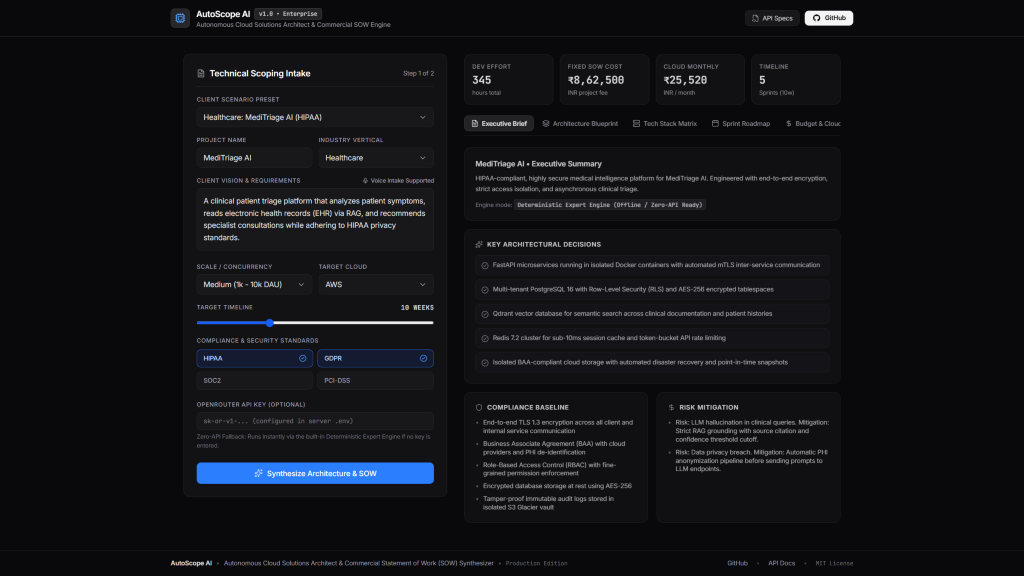 AutoScope AI v1.0 • Enterprise
Autonomous Cloud Solutions Architect & Commercial SOW Engine
API Specs
GitHub
Technical Scoping Intake
Step 1 of 2
CLIENT SCENARIO PRESET
Healthcare: MediTriage AI (HIPAA)
PROJECT NAME
INDUSTRY VERTICAL
MediTriage AI
Healthcare
CLIENT VISION & REQUIREMENTS
Voice Intake Supported
A clinical patient triage platform that analyzes patient symptoms,
reads electronic health records (EHR) via RAG, and recommends
specialist consultations while adhering to HIPAA privacy
standards.
SCALE / CONCURRENCY
TARGET CLOUD
Medium (1k - 10k DAU)
AWS
TARGET TIMELINE
10 WEEKS
COMPLIANCE & SECURITY STANDARDS
HIPAA
GDPR
SOC2
PCI-DSS
OPENROUTER API KEY (OPTIONAL)
sk-or-v1-... (configured in server .env)
Zero-API Fallback: Runs instantly via the built-in Deterministic Expert Engine if no key is
entered.
Synthesize Architecture & SOW
DEV EFFORT
345
hours total
FIXED SOW COST
₹8,62,500
INR project fee
CLOUD MONTHLY
₹25,520
INR / month
TIMELINE
5
Sprints (10w)
Executive Brief
Architecture Blueprint
Tech Stack Matrix
Sprint Roadmap
Budget & Cloud
MediTriage AI • Executive Summary
HIPAA-compliant, highly secure medical intelligence platform for MediTriage AI. Engineered with end-to-end encryption,
strict access isolation, and asynchronous clinical triage.
Engine mode: Deterministic Expert Engine (Offline / Zero-API Ready)
KEY ARCHITECTURAL DECISIONS
FastAPI microservices running in isolated Docker containers with automated mTLS inter-service communication
Multi-tenant PostgreSQL 16 with Row-Level Security (RLS) and AES-256 encrypted tablespaces
Qdrant vector database for semantic search across clinical documentation and patient histories
Redis 7.2 cluster for sub-10ms session cache and token-bucket API rate limiting
Isolated BAA-compliant cloud storage with automated disaster recovery and point-in-time snapshots
COMPLIANCE BASELINE
• End-to-end TLS 1.3 encryption across all client and
internal service communication
• Business Associate Agreement (BAA) with cloud
providers and PHI de-identification
• Role-Based Access Control (RBAC) with fine-
grained permission enforcement
• Encrypted database storage at rest using AES-256
• Tamper-proof immutable audit logs stored in
isolated S3 Glacier vault
RISK MITIGATION
• Risk: LLM hallucination in clinical queries. Mitigation:
Strict RAG grounding with source citation and
confidence threshold cutoff.
• Risk: Data privacy breach. Mitigation: Automatic PHI
anonymization pipeline before sending prompts to
LLM endpoints.
AutoScope AI • Autonomous Cloud Solutions Architect & Commercial Statement of Work (SOW) Synthesizer • Production Edition
GitHub • API Docs • MIT License